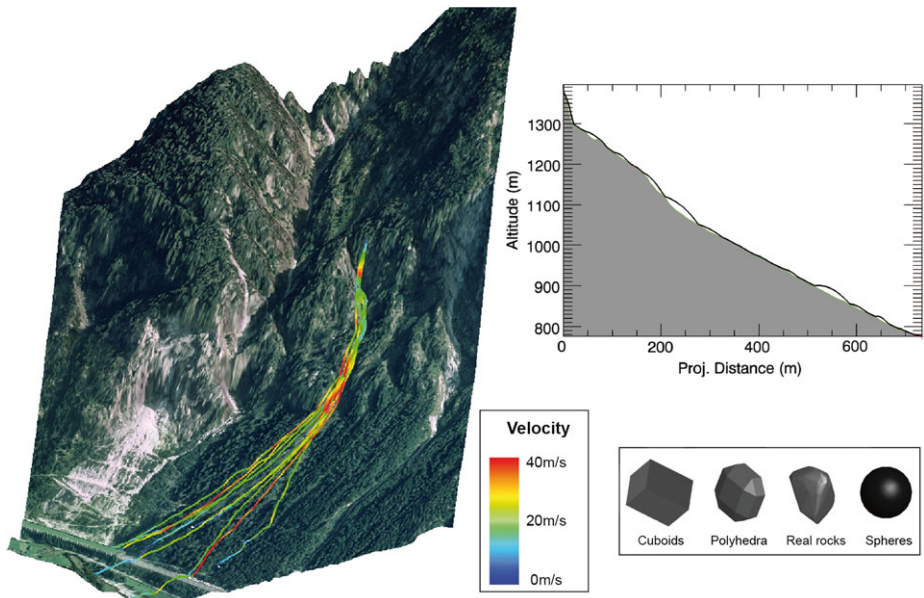 1300
1200
1100
1000
900
800
Altitude (m)
0
200
400
600
Proj. Distance (m)
Velocity
40m/s
20m/s
0m/s
Cuboids
Polyhedra
Real rocks
Spheres